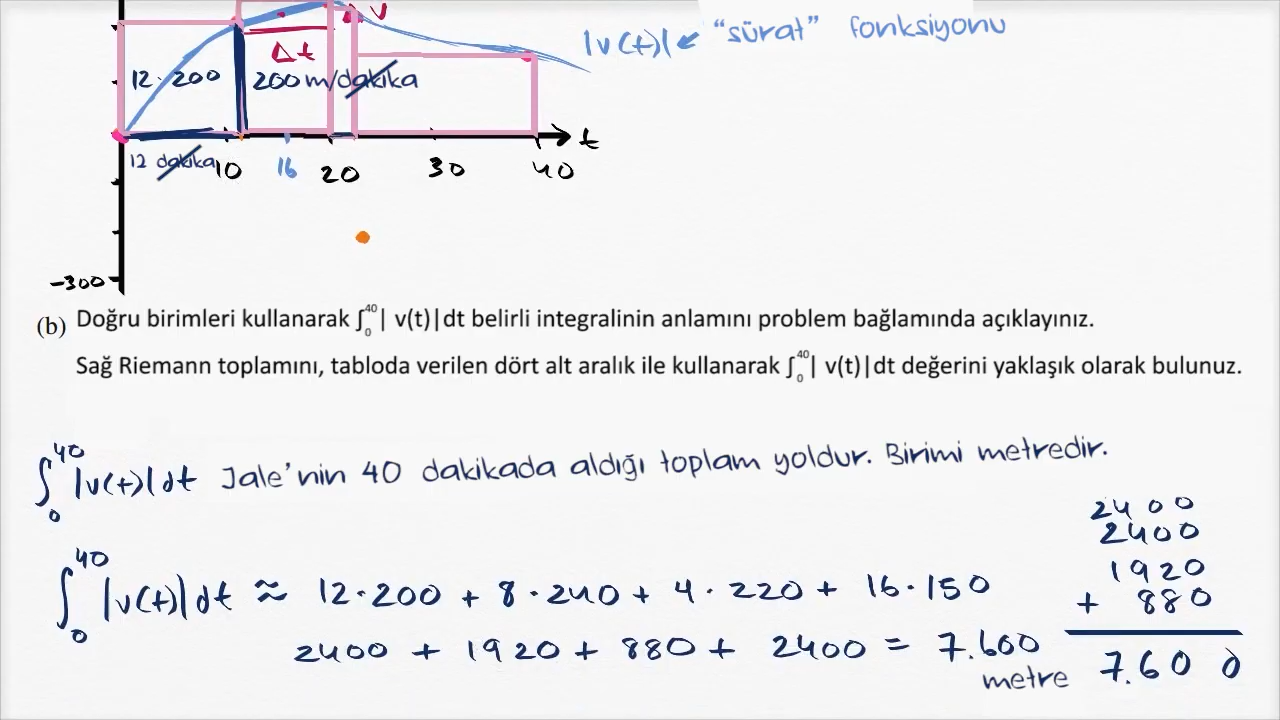 |v(t)| ← "sürat" fonksiyonu
v
Δt
12·200 200 m/dakika
12 dakika 10 16 20 30 40 t
-300
(b) Doğru birimleri kullanarak ∫₀⁴⁰| v(t)|dt belirli integralinin anlamını problem bağlamında açıklayınız.
Sağ Riemann toplamını, tabloda verilen dört alt aralık ile kullanarak ∫₀⁴⁰| v(t)|dt değerini yaklaşık olarak bulunuz.
∫₀⁴⁰ |v(t)|dt Jale'nin 40 dakikada aldığı toplam yoldur. Birimi metredir.
∫₀⁴⁰ |v(t)|dt ≈ 12·200 + 8·240 + 4·220 + 16·150
2400 + 1920 + 880 + 2400 = 7.600
metre
2400
2400
1920
+ 880
7.600